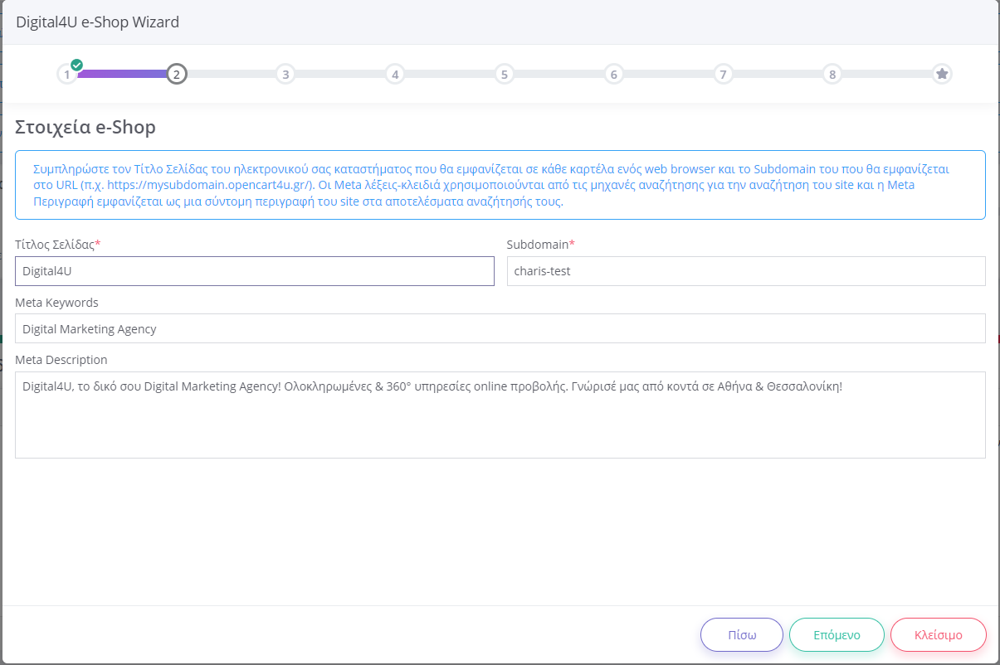 Digital4U e-Shop Wizard
1 2 3 4 5 6 7 8
Στοιχεία e-Shop
Συμπληρώστε τον Τίτλο Σελίδας του ηλεκτρονικού σας καταστήματος που θα εμφανίζεται σε κάθε καρτέλα ενός web browser και το Subdomain του που θα εμφανίζεται
στο URL (π.χ. https://mysubdomain.opencart4u.gr/). Οι Meta λέξεις-κλειδιά χρησιμοποιούνται από τις μηχανές αναζήτησης για την αναζήτηση του site και η Meta
Περιγραφή εμφανίζεται ως μια σύντομη περιγραφή του site στα αποτελέσματα αναζήτησής τους.
Τίτλος Σελίδας* Subdomain*
Digital4U charis-test
Meta Keywords
Digital Marketing Agency
Meta Description
Digital4U, το δικό σου Digital Marketing Agency! Ολοκληρωμένες & 360° υπηρεσίες online προβολής. Γνώρισέ μας από κοντά σε Αθήνα & Θεσσαλονίκη!
Πίσω Επόμενο Κλείσιμο